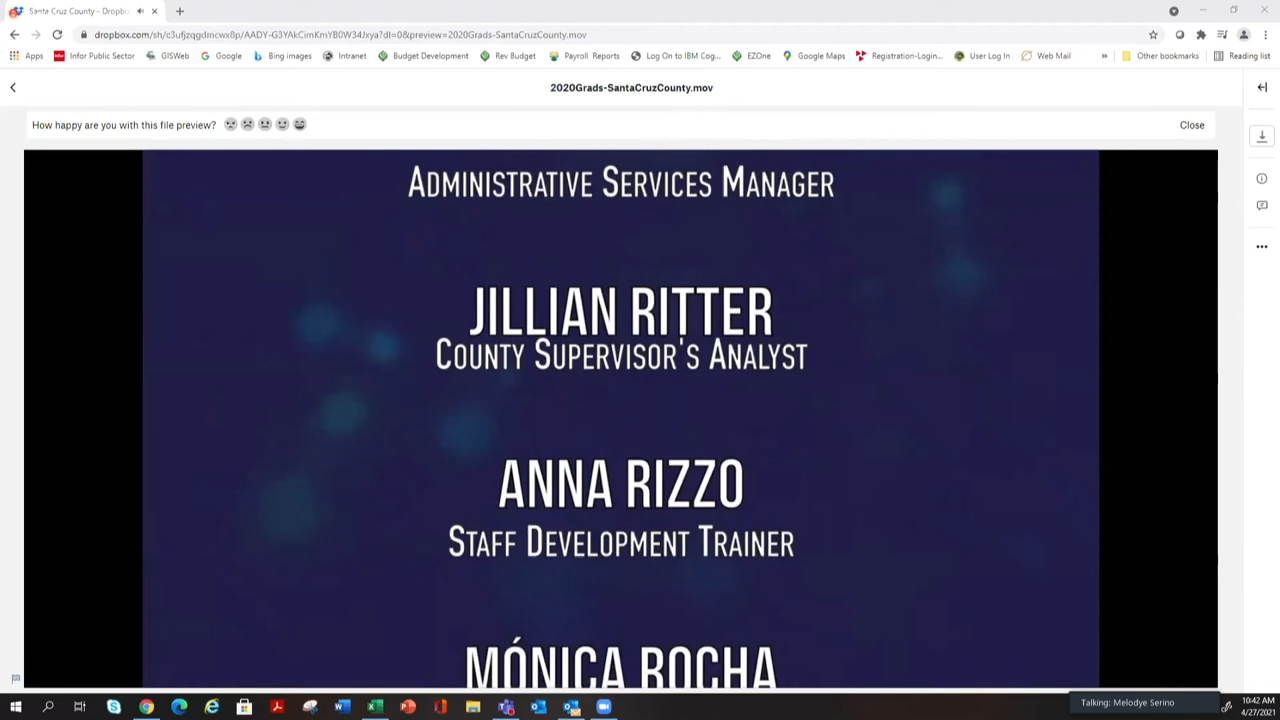 Santa Cruz County - Dropbo
dropbox.com/sh/c3ufjzqgdmcwx8p/AADY-G3YAkCimKmYB0W34Jxya?dl=0&preview=2020Grads-SantaCruzCounty.mov
Apps Infor Public Sector GISWeb Google Bing images Intranet Budget Development Rev Budget Payroll Reports Log On to IBM Cog... EZOne Google Maps Registration-Login... User Log In Web Mail » Other bookmarks Reading list
2020Grads-SantaCruzCounty.mov
How happy are you with this file preview? Close
ADMINISTRATIVE SERVICES MANAGER
JILLIAN RITTER
COUNTY SUPERVISOR'S ANALYST
ANNA RIZZO
STAFF DEVELOPMENT TRAINER
MÓNICA ROCHA
Talking: Melodye Serino
10:42 AM
4/27/2021